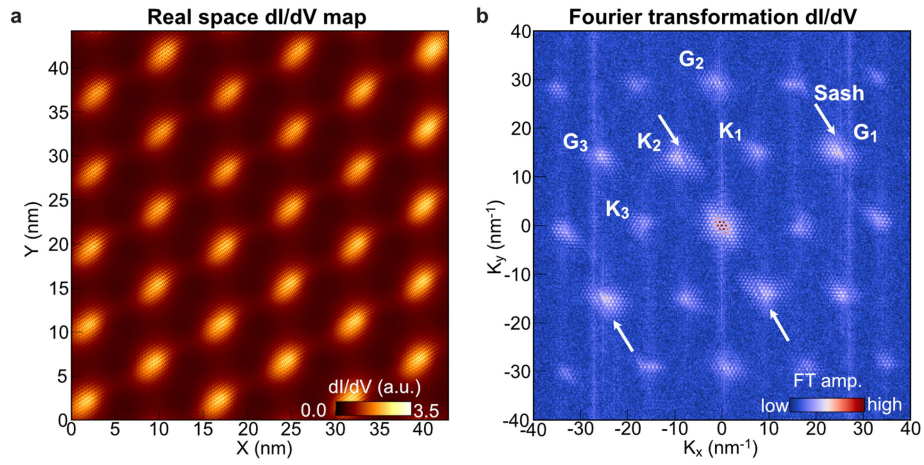 a Real space dI/dV map
40
35
30
25
20
15
10
5
0
Y (nm)
dI/dV (a.u.)
0.0 3.5
0 5 10 15 20 25 30 35 40
X (nm)
b Fourier transformation dI/dV
40
30
20
10
0
-10
-20
-30
-40
K_y (nm⁻¹)
G₂
Sash
G₃ K₂ K₁ G₁
K₃
FT amp.
low high
-40 -30 -20 -10 0 10 20 30 40
K_x (nm⁻¹)